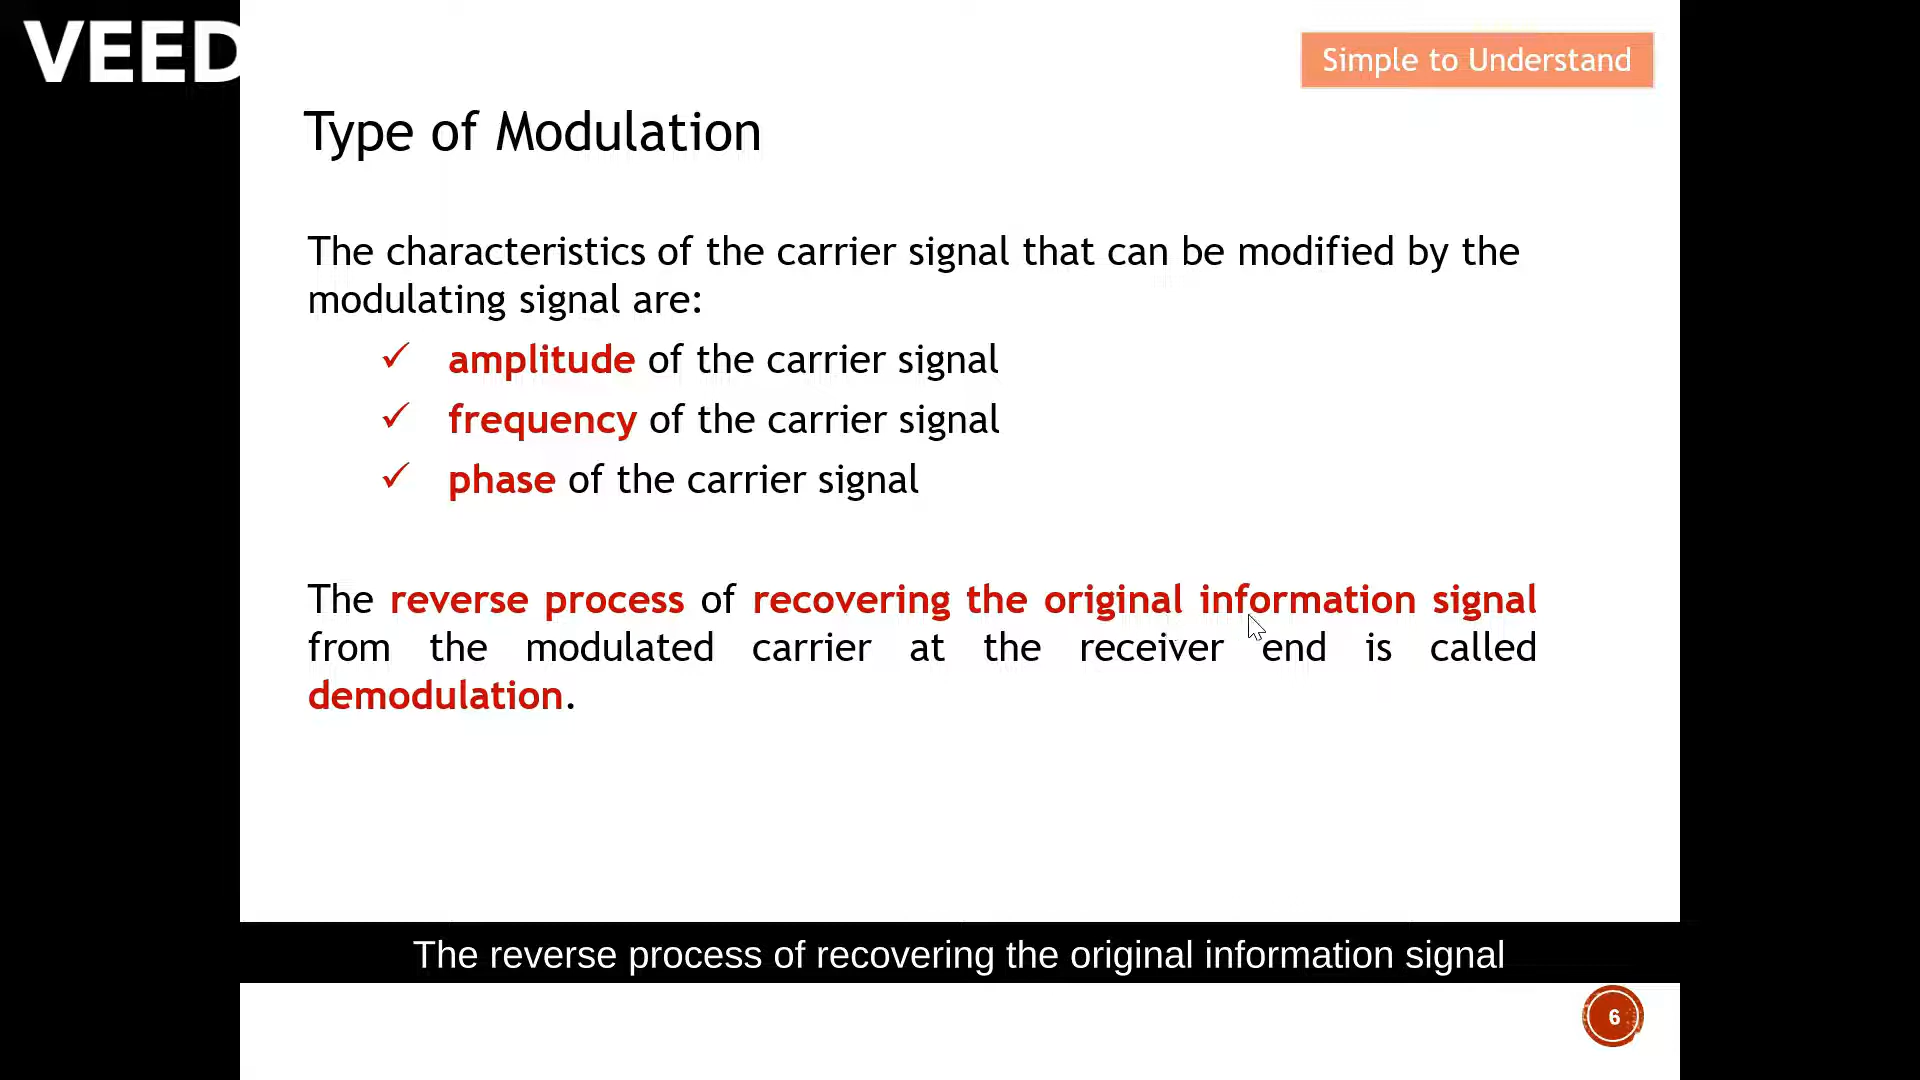 VEED
Simple to Understand
Type of Modulation
The characteristics of the carrier signal that can be modified by the
modulating signal are:
✓ amplitude of the carrier signal
✓ frequency of the carrier signal
✓ phase of the carrier signal
The reverse process of recovering the original information signal
from the modulated carrier at the receiver end is called
demodulation.
The reverse process of recovering the original information signal
6